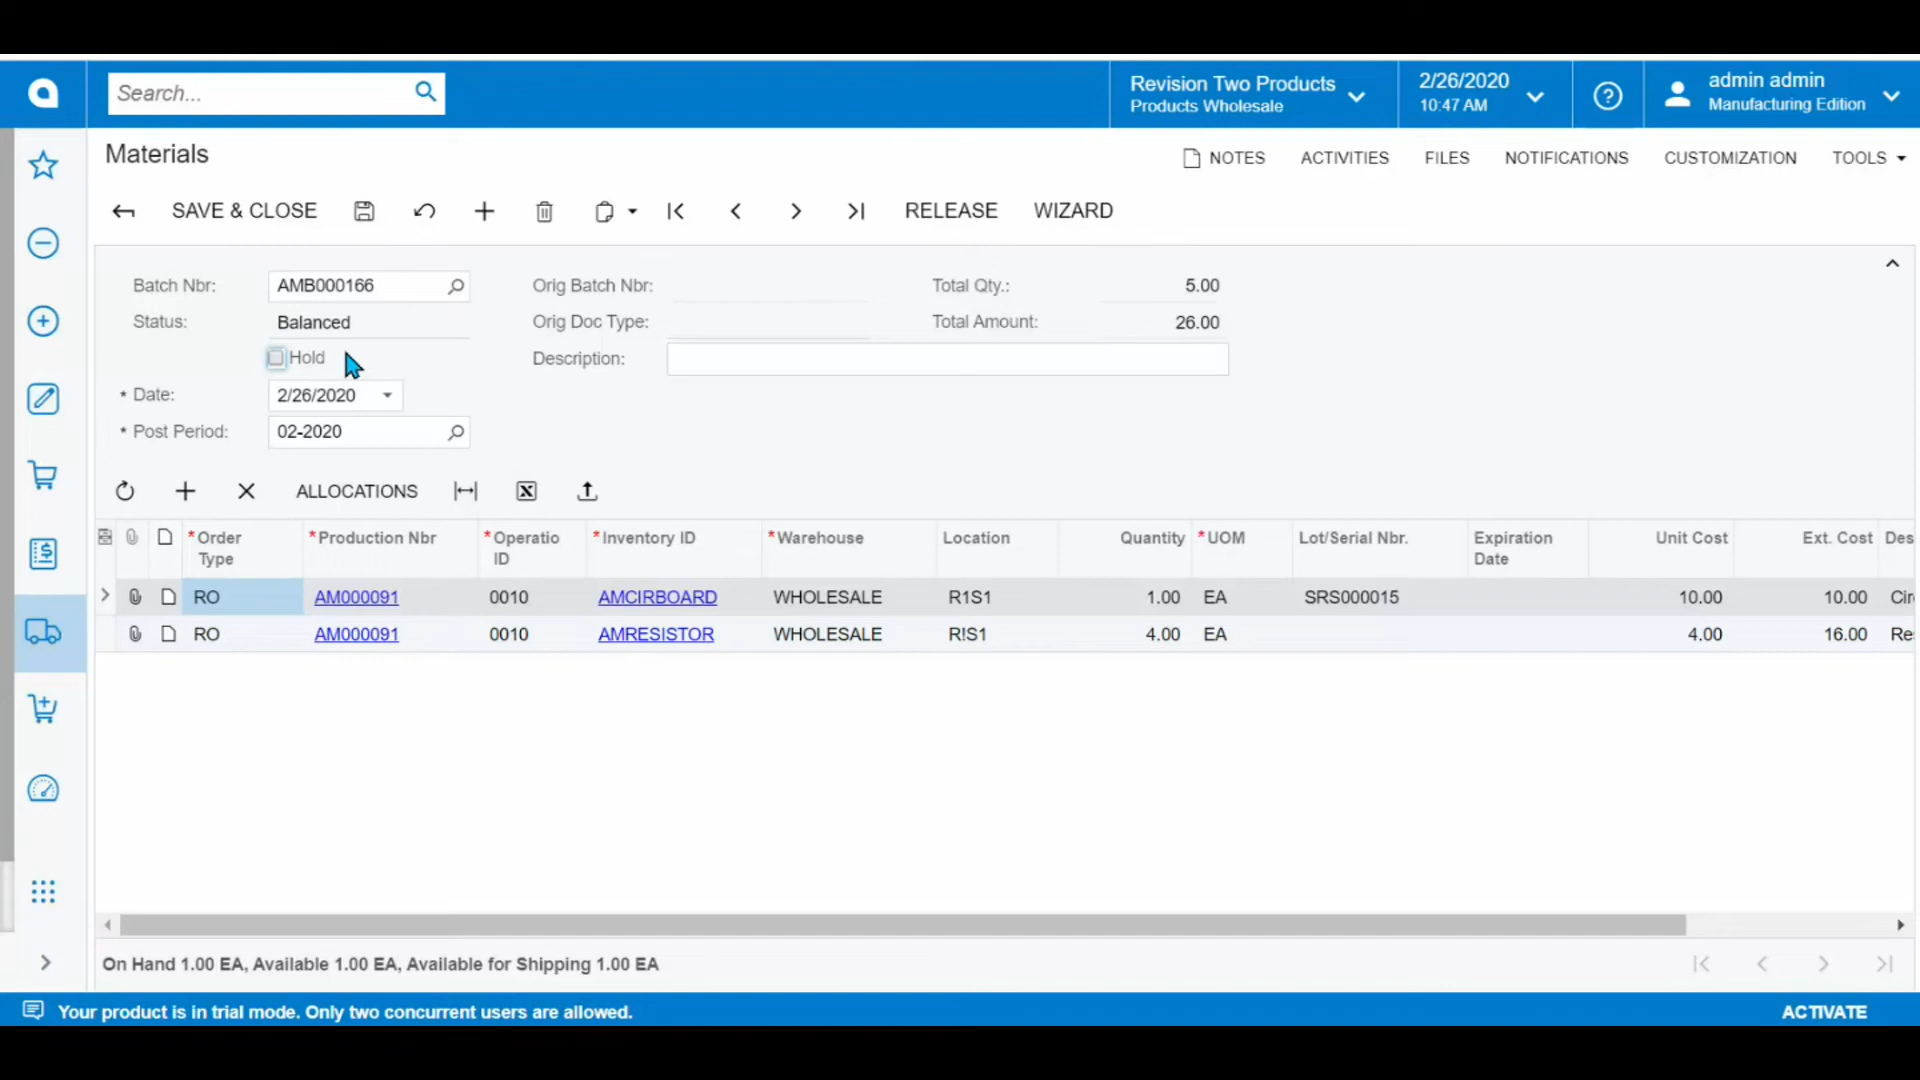 Search...
Revision Two Products
Products Wholesale
2/26/2020
10:47 AM
admin admin
Manufacturing Edition
Materials
NOTES ACTIVITIES FILES NOTIFICATIONS CUSTOMIZATION TOOLS
SAVE & CLOSE RELEASE WIZARD
Batch Nbr: AMB000166 Orig Batch Nbr: Total Qty.: 5.00
Status: Balanced Orig Doc Type: Total Amount: 26.00
Hold Description:
* Date: 2/26/2020
* Post Period: 02-2020
ALLOCATIONS
*Order Type *Production Nbr *Operatio ID *Inventory ID *Warehouse Location Quantity *UOM Lot/Serial Nbr. Expiration Date Unit Cost Ext. Cost Des
RO AM000091 0010 AMCIRBOARD WHOLESALE R1S1 1.00 EA SRS000015 10.00 10.00 Cir
RO AM000091 0010 AMRESISTOR WHOLESALE R!S1 4.00 EA 4.00 16.00 Re
On Hand 1.00 EA, Available 1.00 EA, Available for Shipping 1.00 EA
Your product is in trial mode. Only two concurrent users are allowed. ACTIVATE